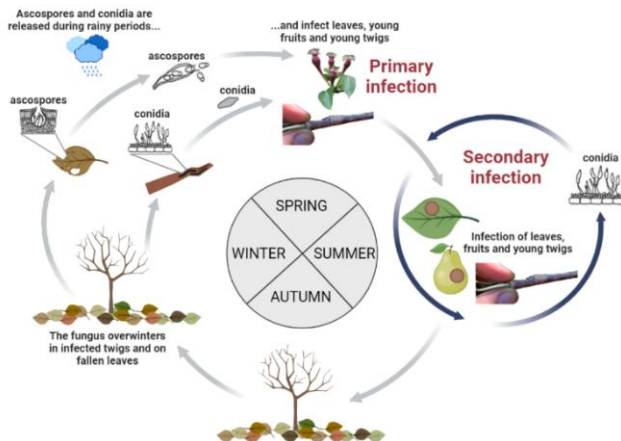 Ascospores and conidia are
released during rainy periods...
...and infect leaves, young
fruits and young twigs
ascospores
Primary
infection
conidia
ascospores
conidia
Secondary
infection
conidia
SPRING
WINTER
SUMMER
AUTUMN
Infection of leaves,
fruits and young twigs
The fungus overwinters
in infected twigs and on
fallen leaves